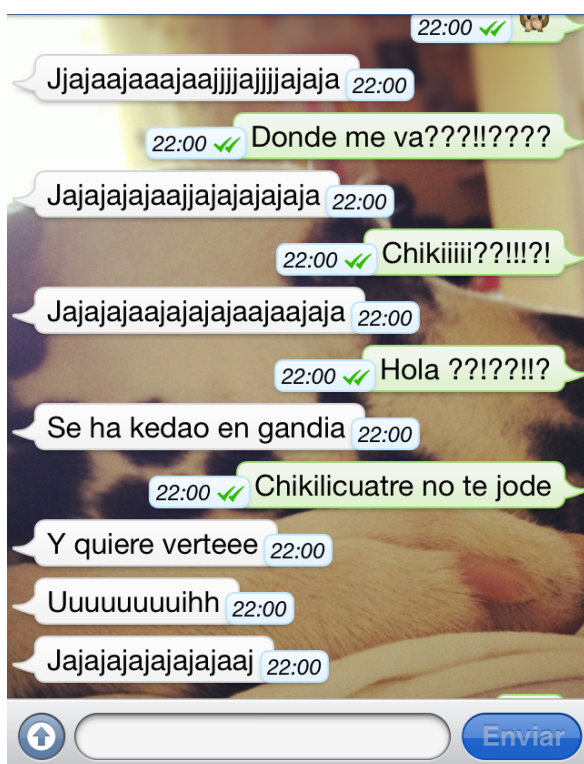 22:00
Jjajaajaaajaajjjjajjjjajaja 22:00
22:00 Donde me va???!!????
Jajajajajaajjajajajajaja 22:00
22:00 Chikiiiii??!!!?!
Jajajajaajajajajaajaajaja 22:00
22:00 Hola ??!??!!?
Se ha kedao en gandia 22:00
22:00 Chikilicuatre no te jode
Y quiere verteee 22:00
Uuuuuuuuihh 22:00
Jajajajajajajajaaj 22:00
Enviar